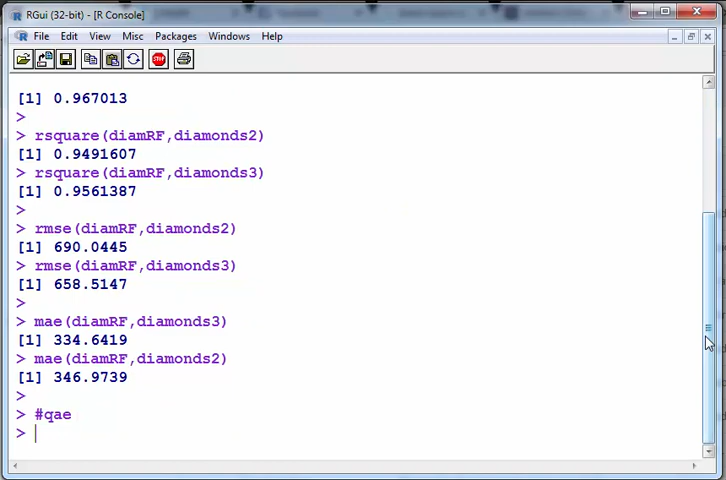 RGui (32-bit) - [R Console]
File Edit View Misc Packages Windows Help
STOP
[1] 0.967013
>
> rsquare(diamRF,diamonds2)
[1] 0.9491607
> rsquare(diamRF,diamonds3)
[1] 0.9561387
>
> rmse(diamRF,diamonds2)
[1] 690.0445
> rmse(diamRF,diamonds3)
[1] 658.5147
>
> mae(diamRF,diamonds3)
[1] 334.6419
> mae(diamRF,diamonds2)
[1] 346.9739
>
> #qae
>